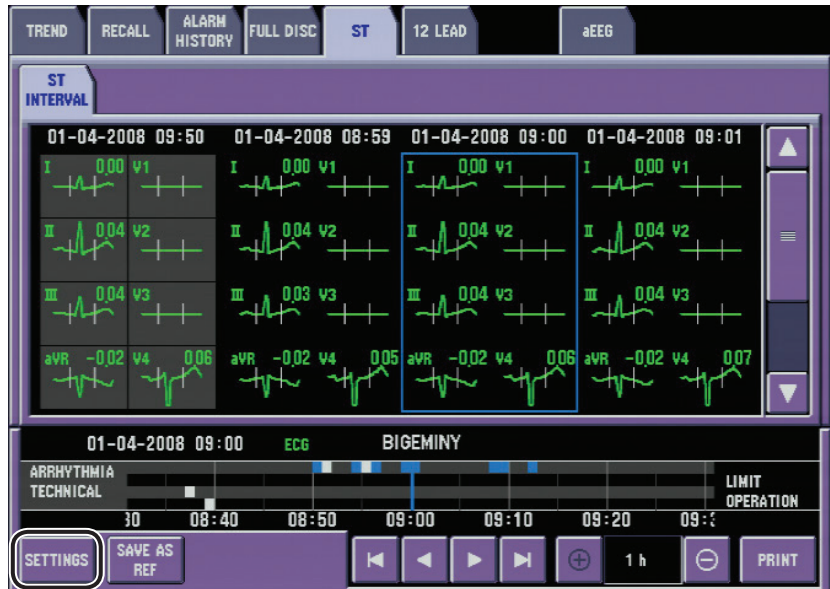 TREND RECALL ALARM HISTORY FULL DISC ST 12 LEAD aEEG
ST INTERVAL
01-04-2008 09:50 01-04-2008 08:59 01-04-2008 09:00 01-04-2008 09:01
I 0.00 V1 I 0.00 V1 I 0.00 V1 I 0.00 V1
II 0.04 V2 II 0.04 V2 II 0.04 V2 II 0.04 V2
III 0.04 V3 III 0.03 V3 III 0.04 V3 III 0.04 V3
aVR -0.02 V4 0.06 aVR -0.02 V4 0.05 aVR -0.02 V4 0.06 aVR -0.02 V4 0.07
01-04-2008 09:00 ECG BIGEMINY
ARRHYTHMIA
TECHNICAL
LIMIT
OPERATION
30 08:40 08:50 09:00 09:10 09:20 09:
SETTINGS SAVE AS REF 1 h PRINT